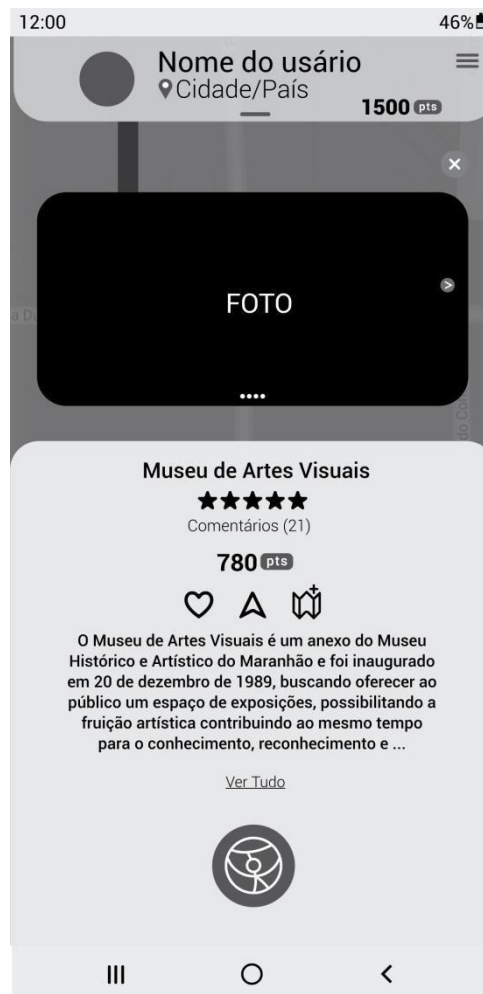 12:00
46%
Nome do usário
Cidade/País
1500 pts
FOTO
Museu de Artes Visuais
Comentários (21)
780 pts
O Museu de Artes Visuais é um anexo do Museu
Histórico e Artístico do Maranhão e foi inaugurado
em 20 de dezembro de 1989, buscando oferecer ao
público um espaço de exposições, possibilitando a
fruição artística contribuindo ao mesmo tempo
para o conhecimento, reconhecimento e ...
Ver Tudo